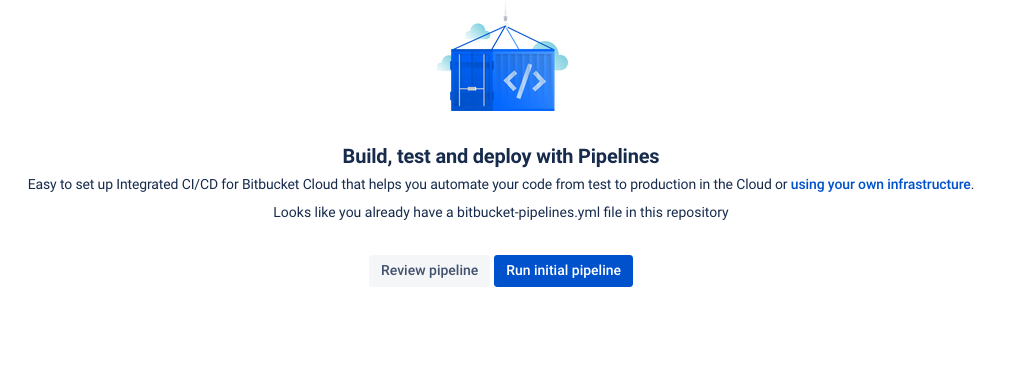 </>
Build, test and deploy with Pipelines
Easy to set up Integrated CI/CD for Bitbucket Cloud that helps you automate your code from test to production in the Cloud or using your own infrastructure.
Looks like you already have a bitbucket-pipelines.yml file in this repository
Review pipeline Run initial pipeline